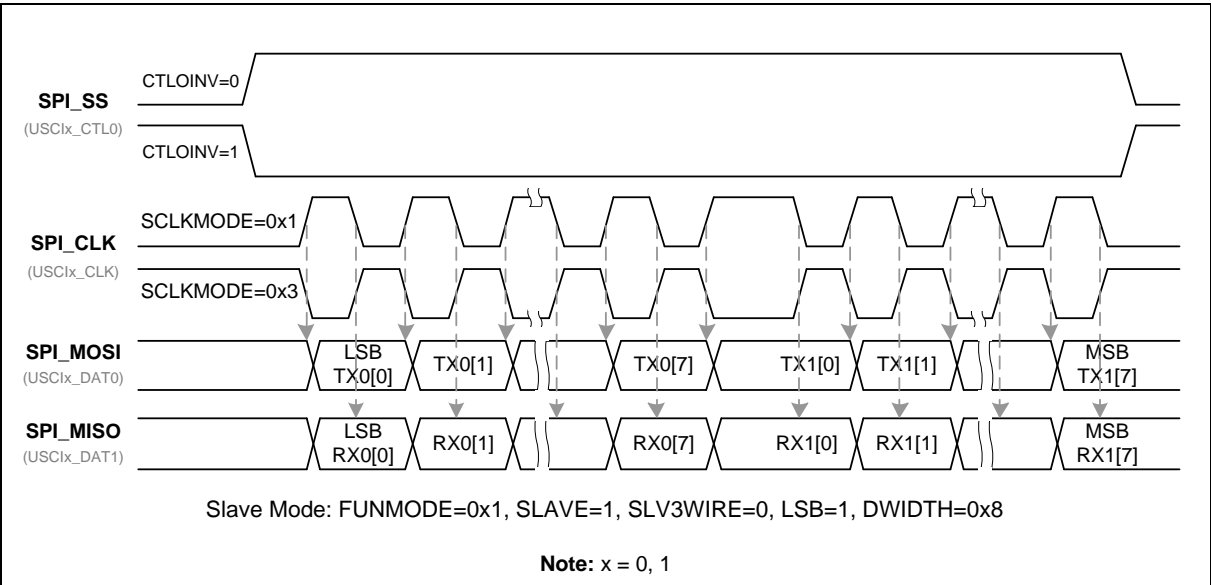 CTLOINV=0
SPI_SS
(USCIx_CTL0)
CTLOINV=1
SCLKMODE=0x1
SPI_CLK
(USCIx_CLK)
SCLKMODE=0x3
SPI_MOSI
(USCIx_DAT0)
LSB
TX0[0]
TX0[1]
TX0[7]
TX1[0]
TX1[1]
MSB
TX1[7]
SPI_MISO
(USCIx_DAT1)
LSB
RX0[0]
RX0[1]
RX0[7]
RX1[0]
RX1[1]
MSB
RX1[7]
Slave Mode: FUNMODE=0x1, SLAVE=1, SLV3WIRE=0, LSB=1, DWIDTH=0x8
Note: x = 0, 1